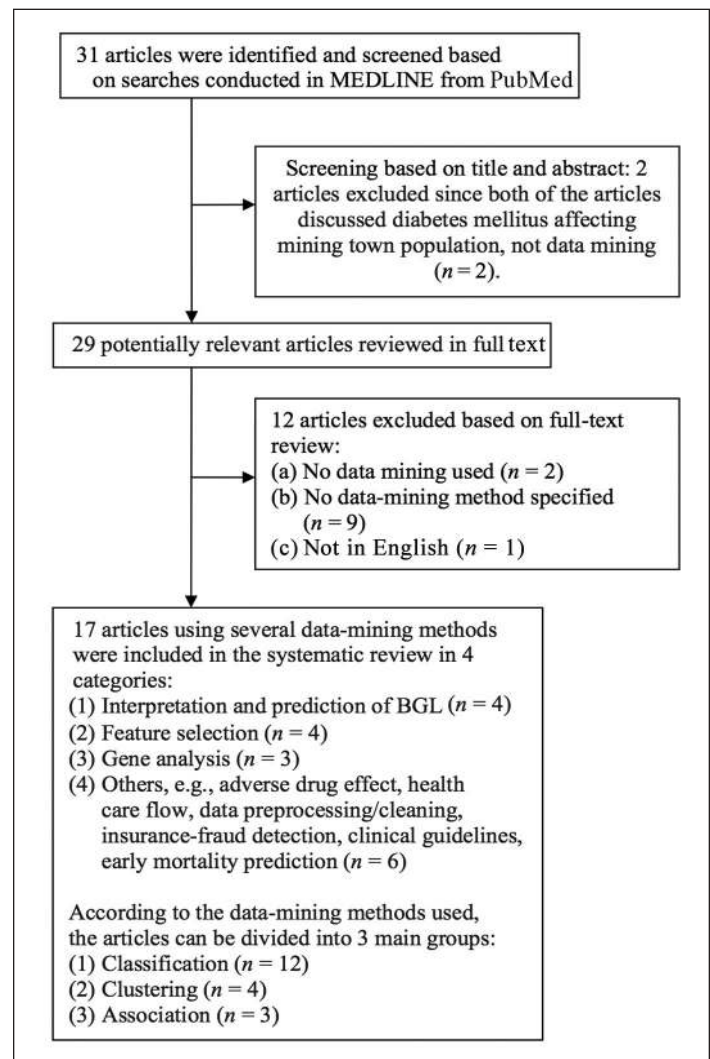 31 articles were identified and screened based
on searches conducted in MEDLINE from PubMed
Screening based on title and abstract: 2
articles excluded since both of the articles
discussed diabetes mellitus affecting
mining town population, not data mining
(n = 2).
29 potentially relevant articles reviewed in full text
12 articles excluded based on full-text
review:
(a) No data mining used (n = 2)
(b) No data-mining method specified
(n = 9)
(c) Not in English (n = 1)
17 articles using several data-mining methods
were included in the systematic review in 4
categories:
(1) Interpretation and prediction of BGL (n = 4)
(2) Feature selection (n = 4)
(3) Gene analysis (n = 3)
(4) Others, e.g., adverse drug effect, health
care flow, data preprocessing/cleaning,
insurance-fraud detection, clinical guidelines,
early mortality prediction (n = 6)
According to the data-mining methods used,
the articles can be divided into 3 main groups:
(1) Classification (n = 12)
(2) Clustering (n = 4)
(3) Association (n = 3)